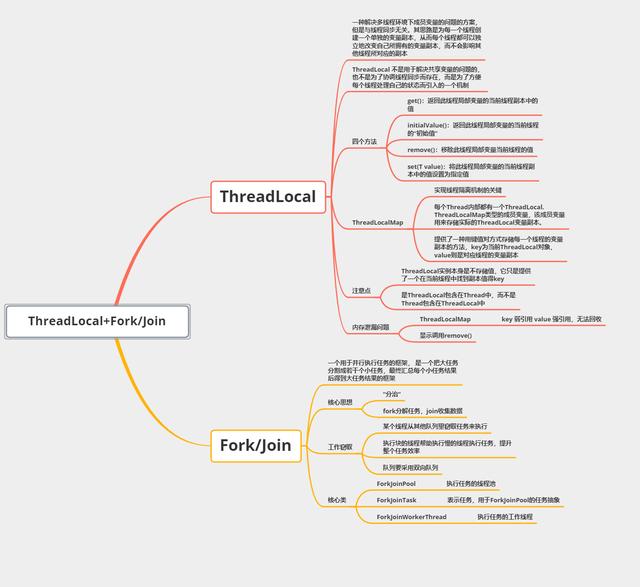 ThreadLocal+Fork/Join
ThreadLocal
一种解决多线程环境下成员变量的问题的方案，
但是与线程同步无关。其思路是为每一个线程创
建一个单独的变量副本，从而每个线程都可以独
立地改变自己所拥有的变量副本，而不会影响其
他线程所对应的副本
ThreadLocal 不是用于解决共享变量的问题的，
也不是为了协调线程同步而存在，而是为了方便
每个线程处理自己的状态而引入的一个机制
四个方法
get()：返回此线程局部变量的当前线程副本中的
值
initialValue()：返回此线程局部变量的当前线程
的“初始值”
remove()：移除此线程局部变量当前线程的值
set(T value)：将此线程局部变量的当前线程副
本中的值设置为指定值
ThreadLocalMap
实现线程隔离机制的关键
每个Thread内部都有一个ThreadLocal.
ThreadLocalMap类型的成员变量，该成员变量
用来存储实际的ThreadLocal变量副本。
提供了一种用键值对方式存储每一个线程的变量
副本的方法，key为当前ThreadLocal对象，
value则是对应线程的变量副本
注意点
ThreadLocal实例本身是不存储值，它只是提供
了一个在当前线程中找到副本值得key
是ThreadLocal包含在Thread中，而不是
Thread包含在ThreadLocal中
内存泄漏问题
ThreadLocalMap
key 弱引用 value 强引用，无法回收
显示调用remove()
Fork/Join
一个用于并行执行任务的框架， 是一个把大任务
分割成若干个小任务，最终汇总每个小任务结果
后得到大任务结果的框架
核心思想
“分治”
fork分解任务，join收集数据
工作窃取
某个线程从其他队列里窃取任务来执行
执行块的线程帮助执行慢的线程执行任务，提升
整个任务效率
队列要采用双向队列
核心类
ForkJoinPool
执行任务的线程池
ForkJoinTask
表示任务，用于ForkJoinPool的任务抽象
ForkJoinWorkerThread
执行任务的工作线程